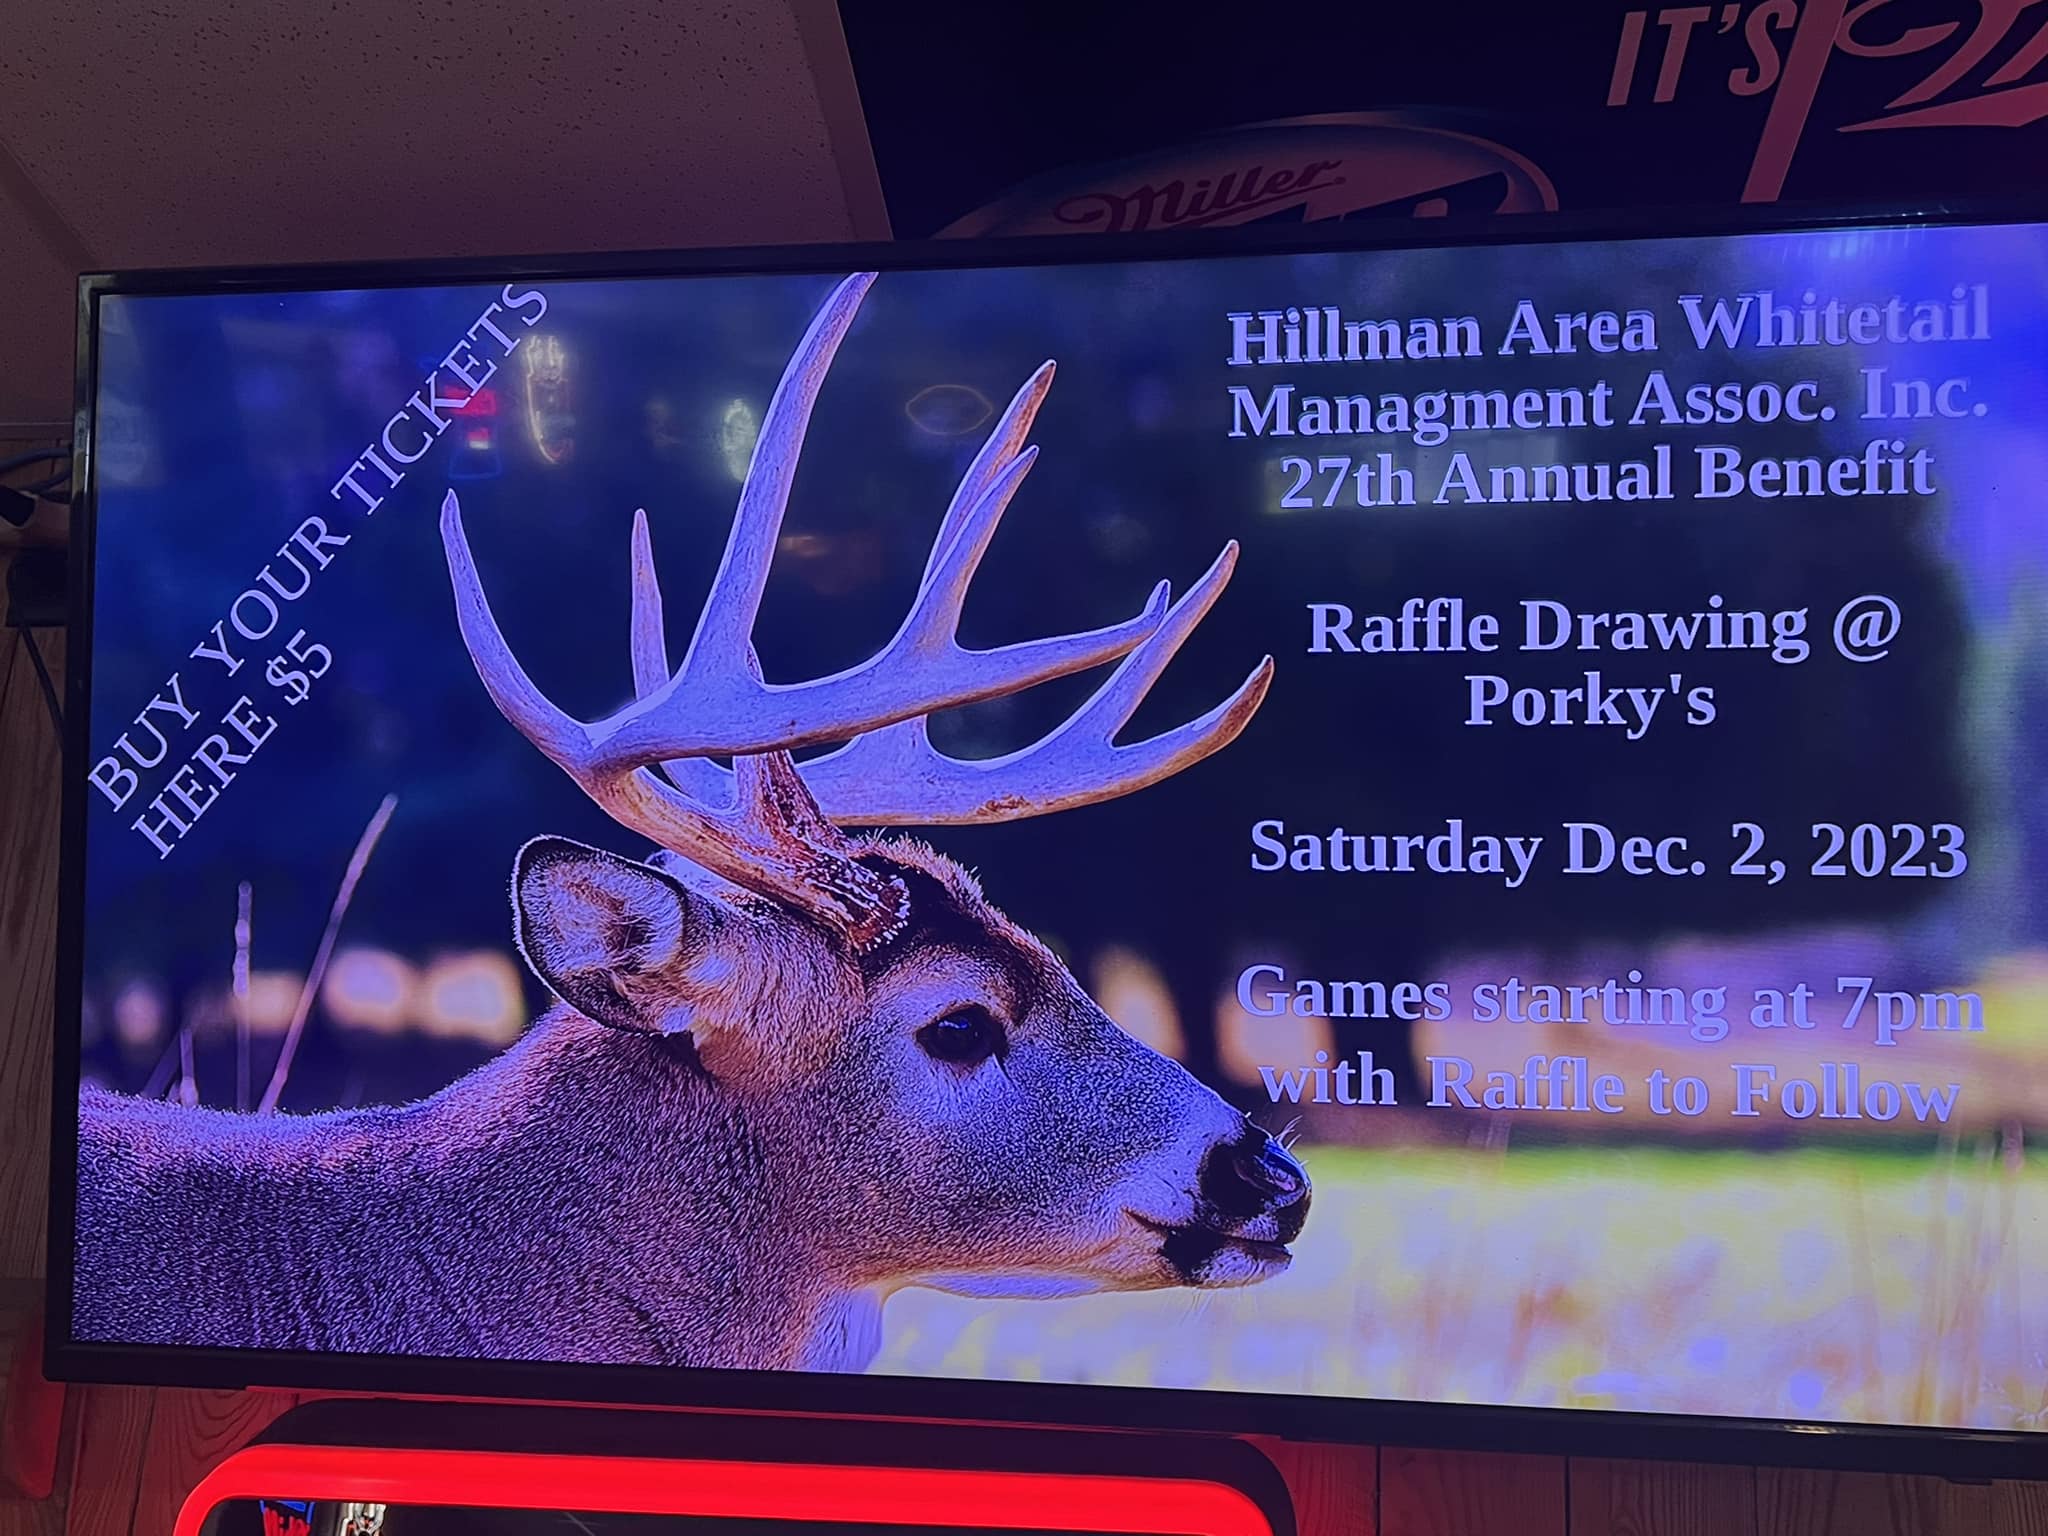 IT'S
Miller
BUY YOUR TICKETS
HERE $5
Hillman Area Whitetail
Managment Assoc. Inc.
27th Annual Benefit
Raffle Drawing @
Porky's
Saturday Dec. 2, 2023
Games starting at 7pm
with Raffle to Follow